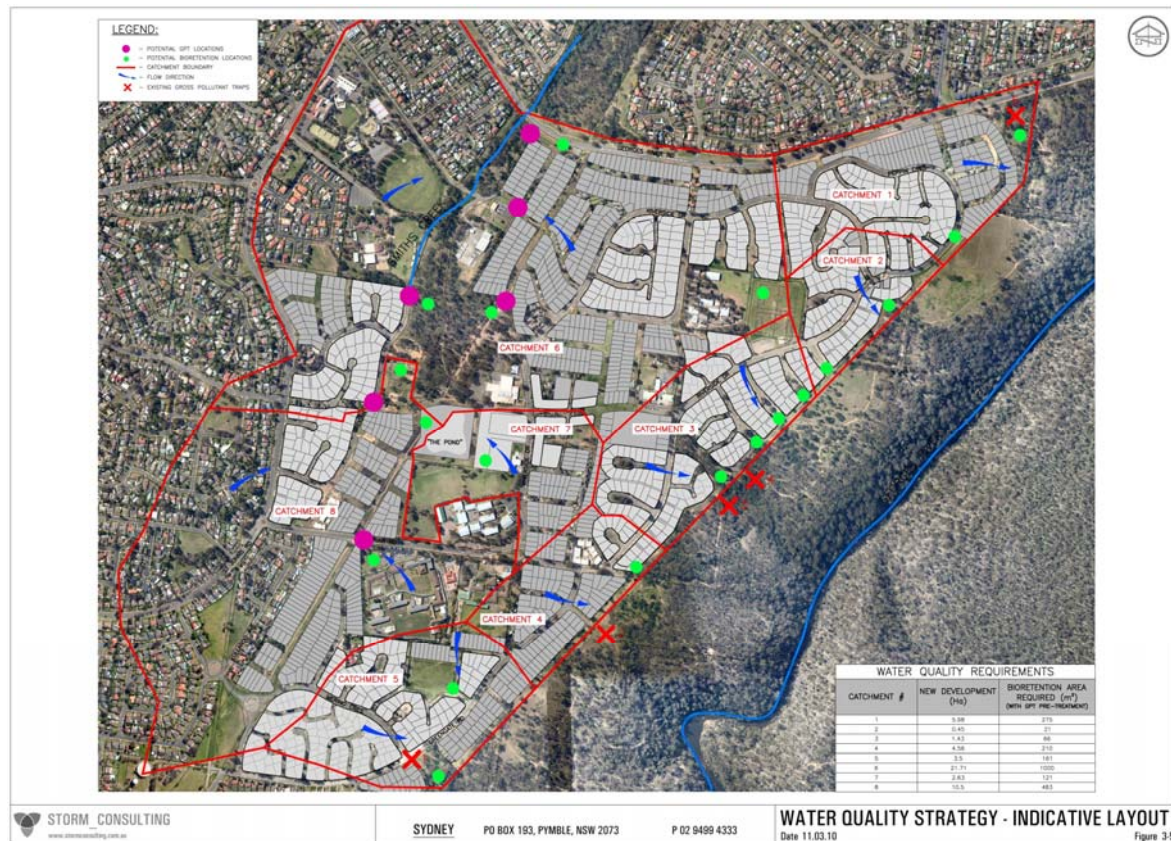 LEGEND:
- POTENTIAL GPT LOCATIONS
- POTENTIAL BIORETENTION LOCATIONS
- CATCHMENT BOUNDARY
- FLOW DIRECTION
- EXISTING GROSS POLLUTANT TRAPS
SMITHS
CATCHMENT 1
CATCHMENT 2
CATCHMENT 6
CATCHMENT 3
CATCHMENT 7
"THE POND"
CATCHMENT 8
CATCHMENT 4
CATCHMENT 5
WATER QUALITY REQUIREMENTS
CATCHMENT # NEW DEVELOPMENT (Ha) BIORETENTION AREA REQUIRED (m²) (WITH GPT PRE-TREATMENT)
1 5.98 275
2 0.45 21
3 1.43 66
4 4.56 210
5 3.5 161
6 21.71 1000
7 2.63 121
8 10.5 483
STORM_CONSULTING
www.stormconsulting.com.au
SYDNEY PO BOX 193, PYMBLE, NSW 2073 P 02 9499 4333
WATER QUALITY STRATEGY - INDICATIVE LAYOUT
Date 11.03.10